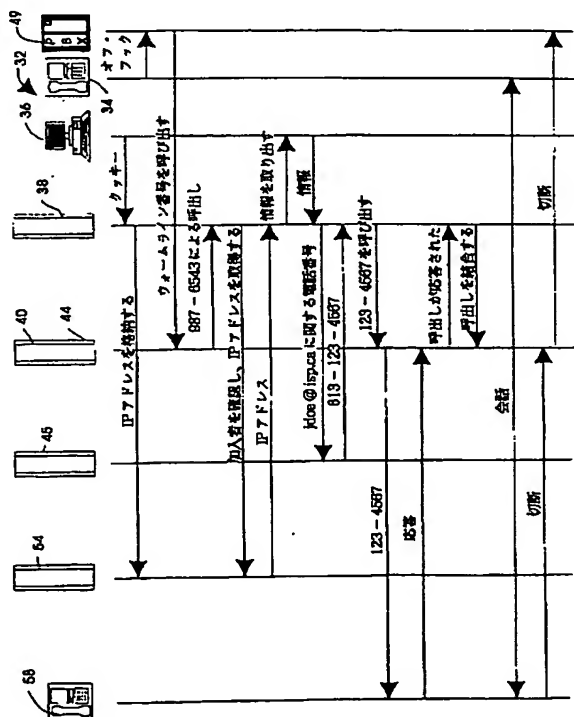 58
54
45
40
44
38
36
32
34
49
P B X
オフ・フック
クッキー
IPアドレスを格納する
ウォームライン番号を呼び出す
887－6543による呼出し
加入者を確認し、IPアドレスを取得する
IPアドレス
情報を取り出す
情報
jdoe@isp.caに関する電話番号
613－123－4567
123－4567を呼び出す
123－4567
応答
呼出しが応答された
呼出しを結合する
会話
切断
切断